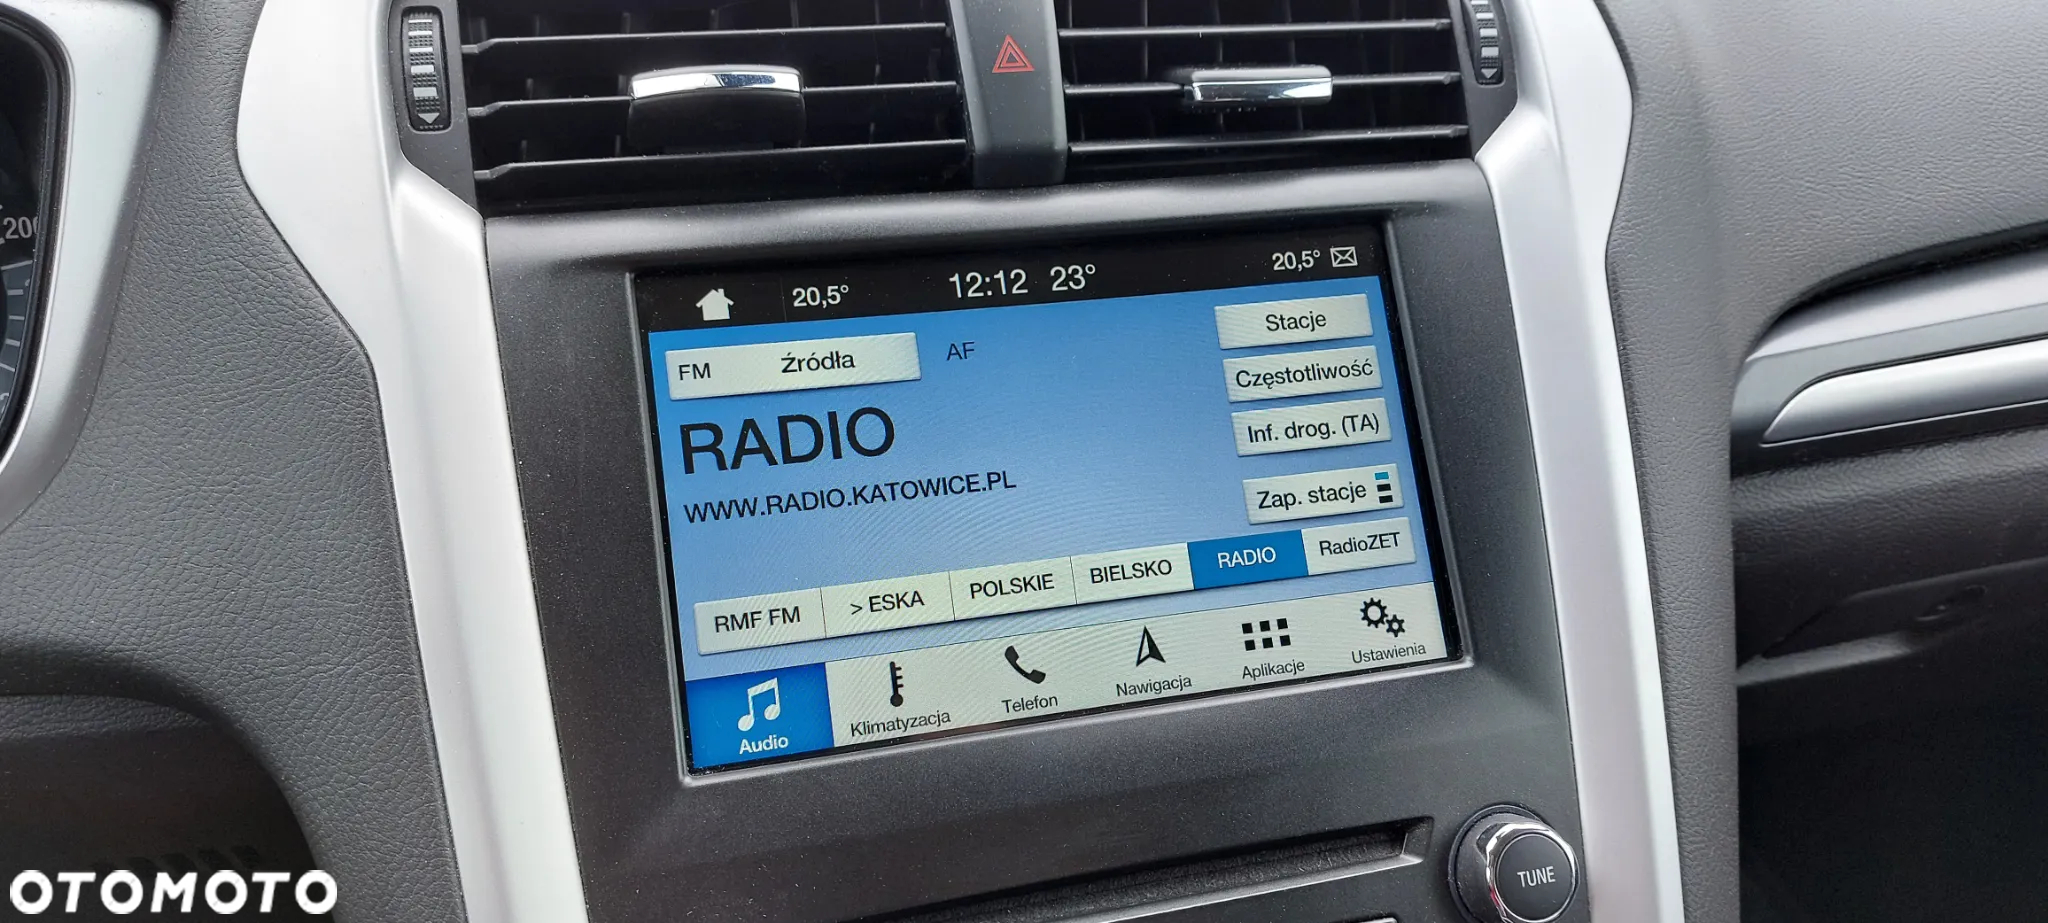 200
20,5° 12:12 23° 20,5°
FM Źródła AF Stacje
Częstotliwość
RADIO
Inf. drog. (TA)
WWW.RADIO.KATOWICE.PL
Zap. stacje
RMF FM > ESKA POLSKIE BIELSKO RADIO RadioZET
Audio Klimatyzacja Telefon Nawigacja Aplikacje Ustawienia
TUNE
OTOMOTO